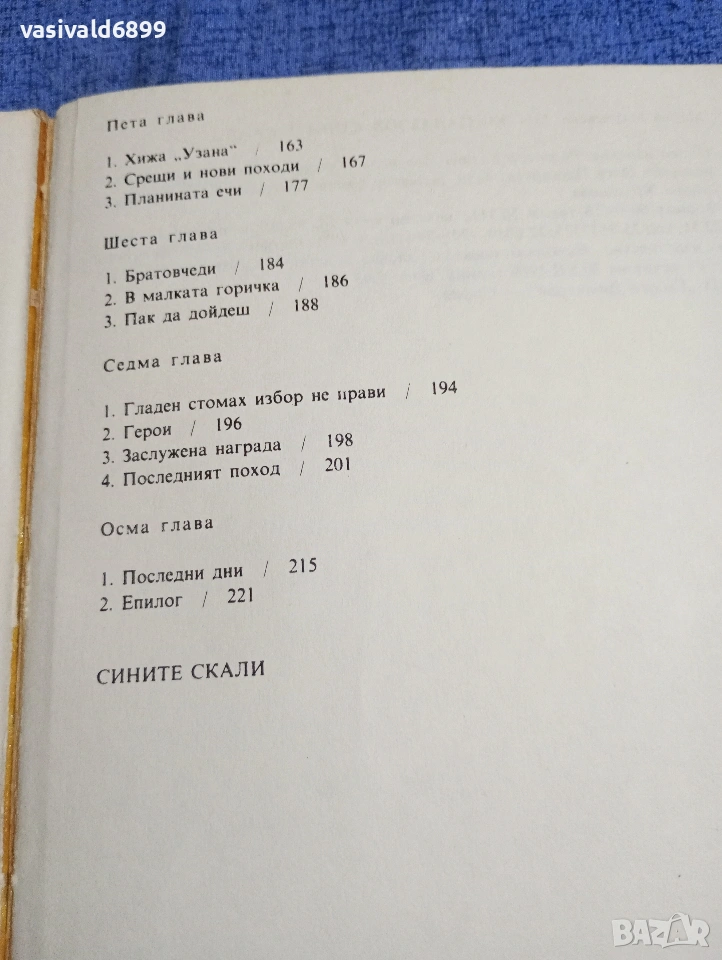 vasivald6899
Пета глава
1. Хижа „Узана“ / 163
2. Срещи и нови походи / 167
3. Планината ечи / 177
Шеста глава
1. Братовчеди / 184
2. В малката горичка / 186
3. Пак да дойдеш / 188
Седма глава
1. Гладен стомах избор не прави / 194
2. Герои / 196
3. Заслужена награда / 198
4. Последният поход / 201
Осма глава
1. Последни дни / 215
2. Епилог / 221
СИНИТЕ СКАЛИ
BAZAR